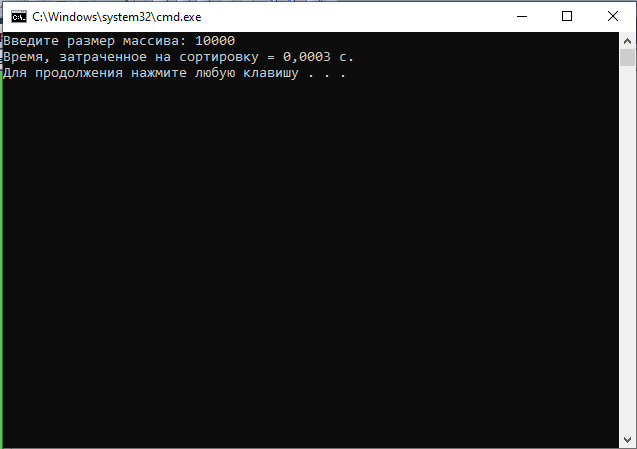 C:\Windows\system32\cmd.exe
Введите размер массива: 10000
Время, затраченное на сортировку = 0,0003 с.
Для продолжения нажмите любую клавишу . . .